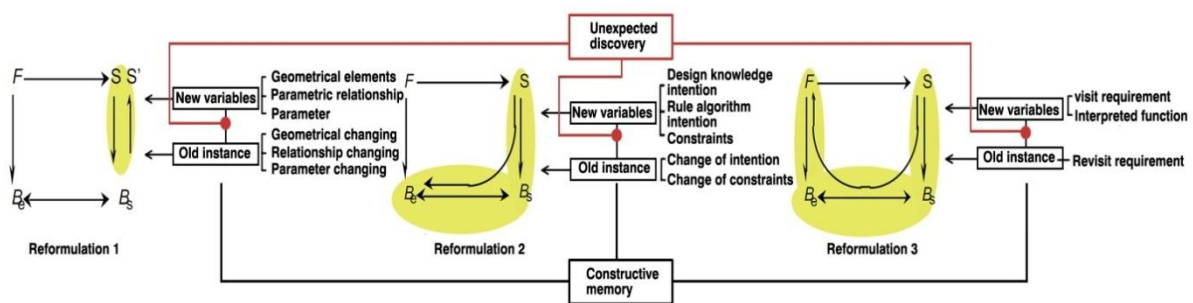 Unexpected
discovery
F
S S'
New variables
Geometrical elements
Parametric relationship
Parameter
Old instance
Geometrical changing
Relationship changing
Parameter changing
Be
Bs
Reformulation 1
F
S
New variables
Design knowledge
intention
Rule algorithm
intention
Constraints
Old instance
Change of intention
Change of constraints
Be
Bs
Reformulation 2
F
S
New variables
visit requirement
Interpreted function
Old instance
Revisit requirement
Be
Bs
Reformulation 3
Constructive
memory